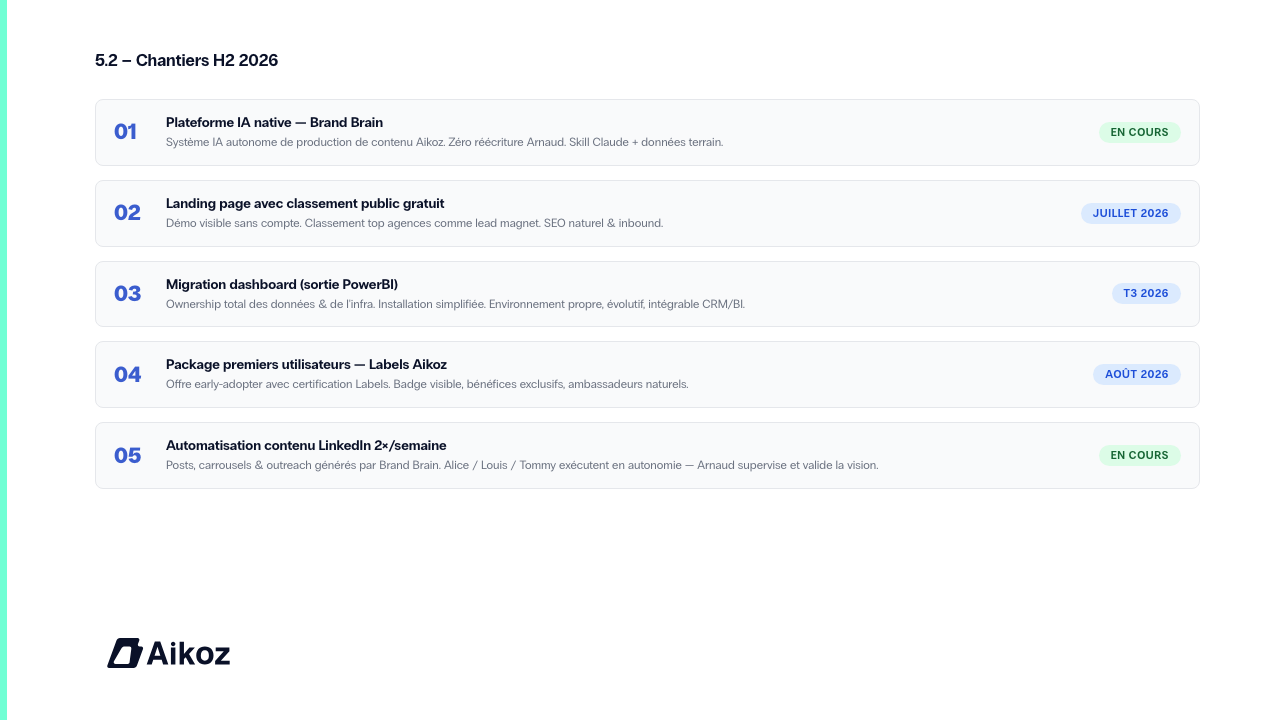 5.2 – Chantiers H2 2026
01
Plateforme IA native — Brand Brain
Système IA autonome de production de contenu Aikoz. Zéro réécriture Arnaud. Skill Claude + données terrain.
EN COURS
02
Landing page avec classement public gratuit
Démo visible sans compte. Classement top agences comme lead magnet. SEO naturel & inbound.
JUILLET 2026
03
Migration dashboard (sortie PowerBI)
Ownership total des données & de l'infra. Installation simplifiée. Environnement propre, évolutif, intégrable CRM/BI.
T3 2026
04
Package premiers utilisateurs — Labels Aikoz
Offre early-adopter avec certification Labels. Badge visible, bénéfices exclusifs, ambassadeurs naturels.
AOÛT 2026
05
Automatisation contenu LinkedIn 2×/semaine
Posts, carrousels & outreach générés par Brand Brain. Alice / Louis / Tommy exécutent en autonomie — Arnaud supervise et valide la vision.
EN COURS
Aikoz